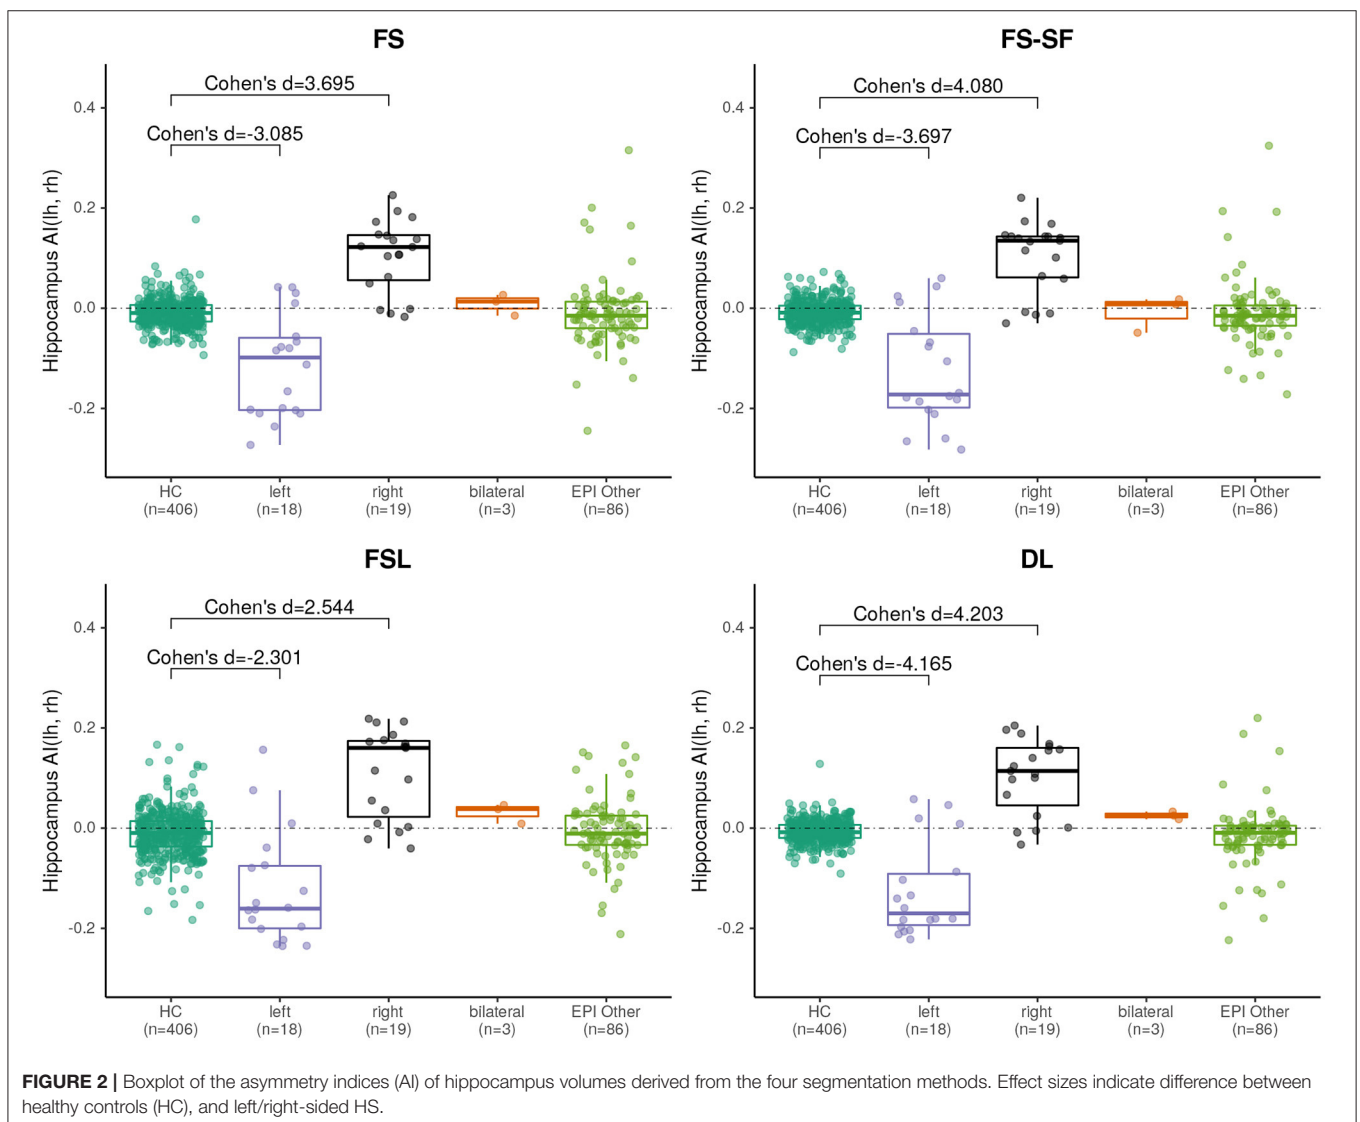 FS
Cohen's d=3.695
Cohen's d=-3.085
Hippocampus AI(lh, rh)
0.4
0.2
0.0
-0.2
HC
(n=406)
left
(n=18)
right
(n=19)
bilateral
(n=3)
EPI Other
(n=86)
FS-SF
Cohen's d=4.080
Cohen's d=-3.697
Hippocampus AI(lh, rh)
0.4
0.2
0.0
-0.2
HC
(n=406)
left
(n=18)
right
(n=19)
bilateral
(n=3)
EPI Other
(n=86)
FSL
Cohen's d=2.544
Cohen's d=-2.301
Hippocampus AI(lh, rh)
0.4
0.2
0.0
-0.2
HC
(n=406)
left
(n=18)
right
(n=19)
bilateral
(n=3)
EPI Other
(n=86)
DL
Cohen's d=4.203
Cohen's d=-4.165
Hippocampus AI(lh, rh)
0.4
0.2
0.0
-0.2
HC
(n=406)
left
(n=18)
right
(n=19)
bilateral
(n=3)
EPI Other
(n=86)
FIGURE 2 | Boxplot of the asymmetry indices (AI) of hippocampus volumes derived from the four segmentation methods. Effect sizes indicate difference between
healthy controls (HC), and left/right-sided HS.